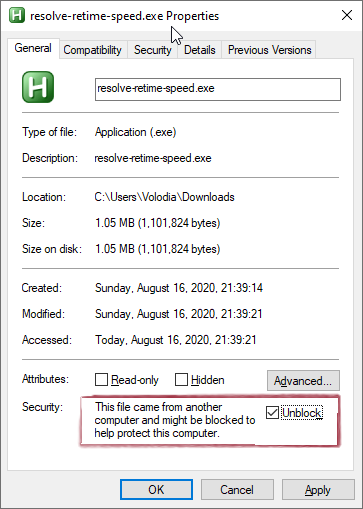 resolve-retime-speed.exe Properties
General Compatibility Security Details Previous Versions
H
resolve-retime-speed.exe
Type of file: Application (.exe)
Description: resolve-retime-speed.exe
Location: C:\Users\Volodia\Downloads
Size: 1.05 MB (1,101,824 bytes)
Size on disk: 1.05 MB (1,101,824 bytes)
Created: Sunday, August 16, 2020, 21:39:14
Modified: Sunday, August 16, 2020, 21:39:21
Accessed: Today, August 16, 2020, 21:39:21
Attributes: Read-only Hidden Advanced...
Security: This file came from another
computer and might be blocked to
help protect this computer.
Unblock
OK Cancel Apply